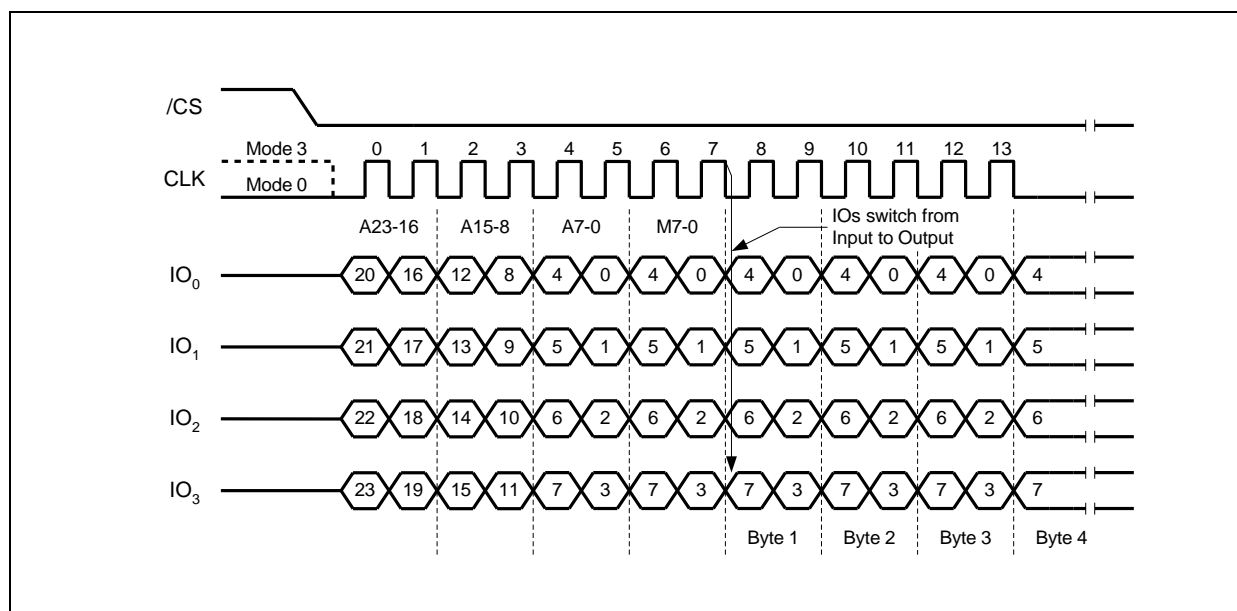 /CS
Mode 3
CLK
Mode 0
0 1 2 3 4 5 6 7 8 9 10 11 12 13
A23-16 A15-8 A7-0 M7-0
IOs switch from
Input to Output
IO0 20 16 12 8 4 0 4 0 4 0 4 0 4 0 4
IO1 21 17 13 9 5 1 5 1 5 1 5 1 5 1 5
IO2 22 18 14 10 6 2 6 2 6 2 6 2 6 2 6
IO3 23 19 15 11 7 3 7 3 7 3 7 3 7 3 7
Byte 1 Byte 2 Byte 3 Byte 4